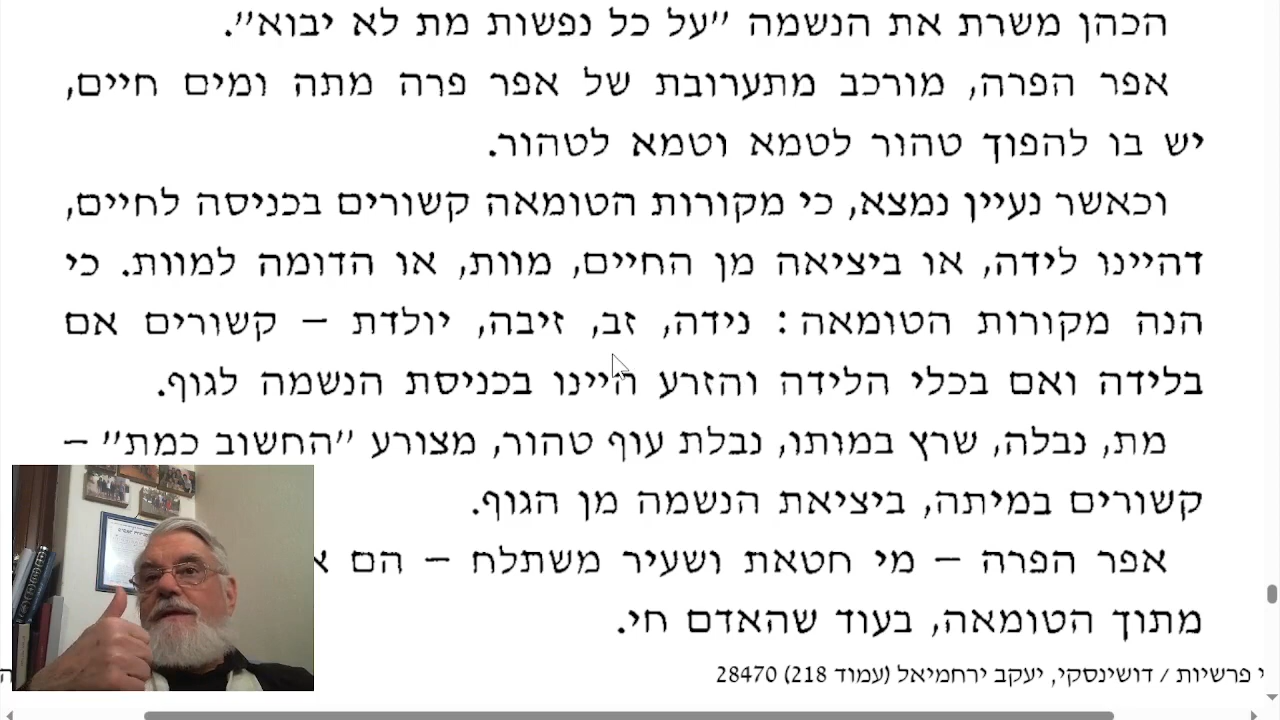 הכהן משרת את הנשמה "על כל נפשות מת לא יבוא".
אפר הפרה, מורכב מתערובת של אפר פרה מתה ומים חיים,
יש בו להפוך טהור לטמא וטמא לטהור.
וכאשר נעיין נמצא, כי מקורות הטומאה קשורים בכניסה לחיים,
דהיינו לידה, או ביציאה מן החיים, מוות, או הדומה למוות. כי
הנה מקורות הטומאה: נידה, זב, זיבה, יולדת – קשורים אם
בלידה ואם בכלי הלידה והזרע היינו בכניסת הנשמה לגוף.
מת, נבלה, שרץ במותו, נבלת עוף טהור, מצורע "החשוב כמת" –
קשורים במיתה, ביציאת הנשמה מן הגוף.
אפר הפרה – מי חטאת ושעיר משתלח – הם
מתוך הטומאה, בעוד שהאדם חי.
י פרשיות / דושינסקי, יעקב ירחמיאל (עמוד 218) 28470